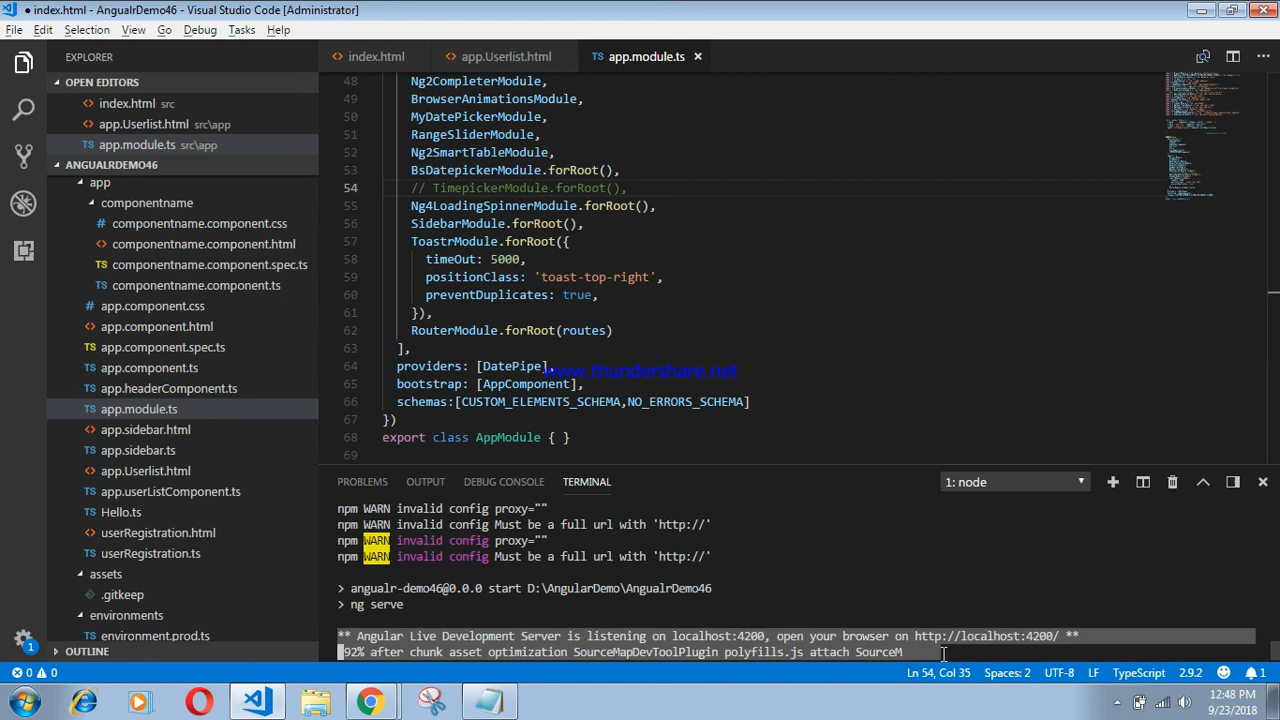 ● index.html - AngualrDemo46 - Visual Studio Code [Administrator]
File Edit Selection View Go Debug Tasks Help
EXPLORER
OPEN EDITORS
index.html src
app.Userlist.html src\app
app.module.ts src\app
ANGUALRDEMO46
app
componentname
componentname.component.css
componentname.component.html
componentname.component.spec.ts
componentname.component.ts
app.component.css
app.component.html
app.component.spec.ts
app.component.ts
app.headerComponent.ts
app.module.ts
app.sidebar.html
app.sidebar.ts
app.Userlist.html
app.userListComponent.ts
Hello.ts
userRegistration.html
userRegistration.ts
assets
.gitkeep
environments
environment.prod.ts
OUTLINE
index.html app.Userlist.html app.module.ts
48 Ng2CompleterModule,
49 BrowserAnimationsModule,
50 MyDatePickerModule,
51 RangeSliderModule,
52 Ng2SmartTableModule,
53 BsDatepickerModule.forRoot(),
54 // TimepickerModule.forRoot(),
55 Ng4LoadingSpinnerModule.forRoot(),
56 SidebarModule.forRoot(),
57 ToastrModule.forRoot({
58 timeOut: 5000,
59 positionClass: 'toast-top-right',
60 preventDuplicates: true,
61 }),
62 RouterModule.forRoot(routes)
63 ],
64 providers: [DatePipe],
www.thundershare.net
65 bootstrap: [AppComponent],
66 schemas:[CUSTOM_ELEMENTS_SCHEMA,NO_ERRORS_SCHEMA]
67 })
68 export class AppModule { }
69
PROBLEMS OUTPUT DEBUG CONSOLE TERMINAL 1: node
npm WARN invalid config proxy=""
npm WARN invalid config Must be a full url with 'http://'
npm WARN invalid config proxy=""
npm WARN invalid config Must be a full url with 'http://'
> angualr-demo46@0.0.0 start D:\AngularDemo\AngualrDemo46
> ng serve
** Angular Live Development Server is listening on localhost:4200, open your browser on http://localhost:4200/ **
92% after chunk asset optimization SourceMapDevToolPlugin polyfills.js attach SourceM
1
0 0 Ln 54, Col 35 Spaces: 2 UTF-8 LF TypeScript 2.9.2 1
12:48 PM
9/23/2018